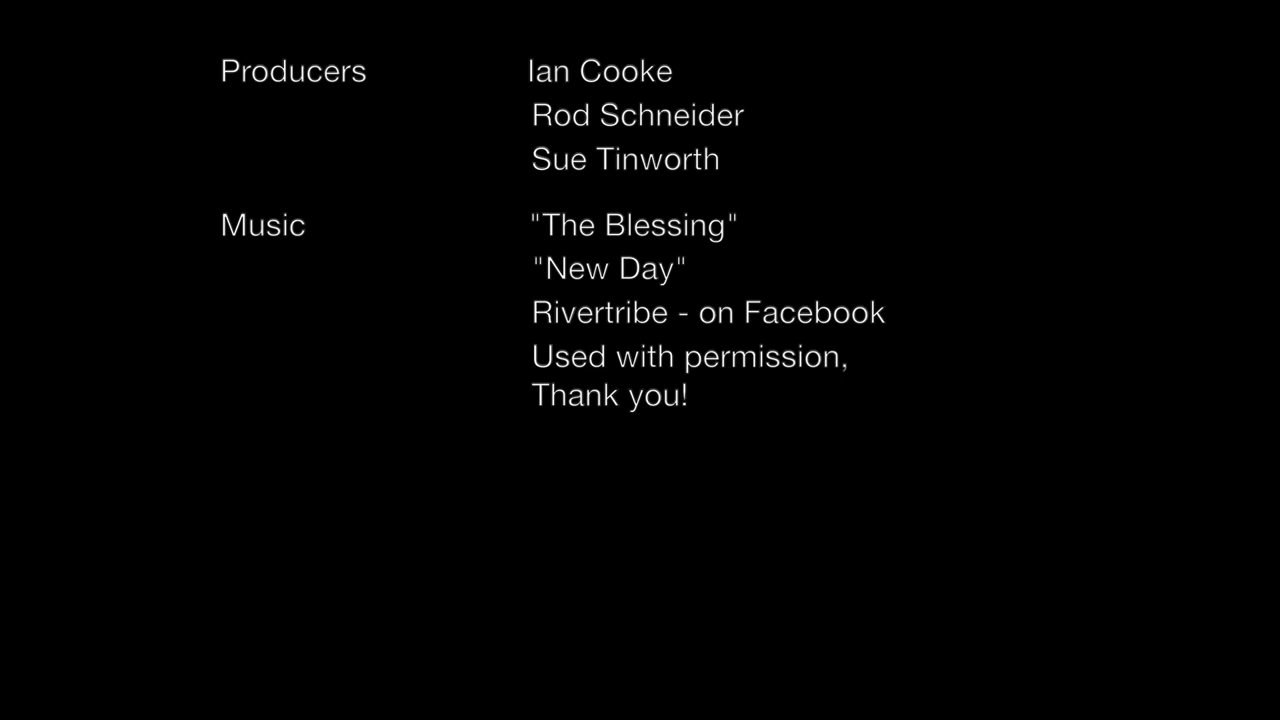 Producers Ian Cooke
Rod Schneider
Sue Tinworth
Music "The Blessing"
"New Day"
Rivertribe - on Facebook
Used with permission,
Thank you!